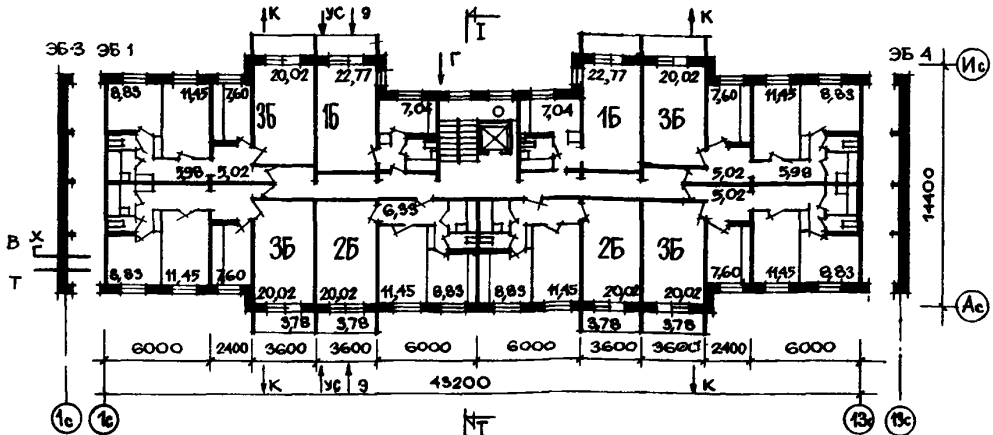 К УС 9 I К
ЭБ-3 ЭБ 1 Г ЭБ 4
Ис
20,02 22,77 22,77 20,02
8,83 11,45 7,60 7,04 7,04 7,60 11,45 8,83
3Б 1Б 1Б 3Б
5,98 5,02 5,02 5,98
5,02
14400
6,33
В Х
Т
3Б 2Б 2Б 3Б
8,83 11,45 7,60 7,60 11,45 8,83
20,02 20,02 11,45 8,83 8,83 11,45 20,02 20,02
Ас
3,78 3,78 3,78 3,78
6000 2400 3600 3600 6000 6000 3600 3600 2400 6000
К УС 9 43200 К
1с 1с Т 13с 13с